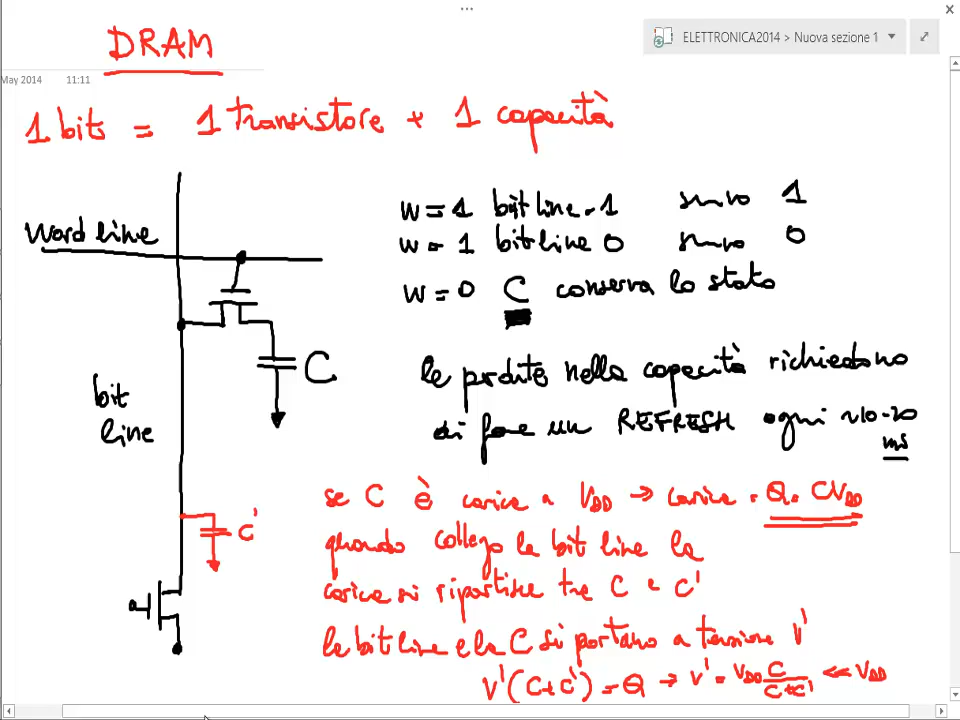 DRAM
ELETTRONICA2014 > Nuova sezione 1
May 2014 11:11
1 bits = 1 transistore + 1 capacità
Word line
w = 1 bit line = 1 scrivo 1
w = 1 bit line 0 scrivo 0
w = 0 C conserva lo stato
C
bit
line
le perdite nella capacità richiedono
di fare un REFRESH ogni ~10-20
ms
se C è carica a VDD → carica = Q = CVDD
C'
quando collego la bit line la
carica si ripartisce tra C e C'
la bit line e la C si portano a tensione V'
V'(C+C') = Q → V' = VDD C/C+C' << VDD